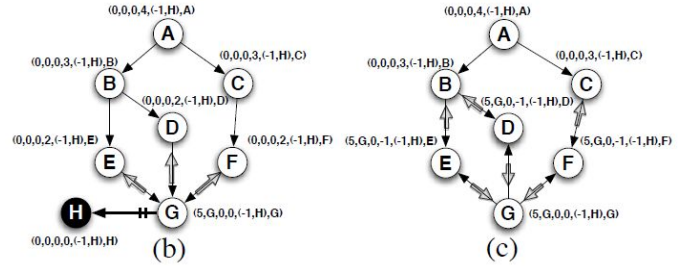 (0,0,0,4,(-1,H),A)
A
(0,0,0,3,(-1,H),B)
(0,0,0,3,(-1,H),C)
B
C
(0,0,0,2,(-1,H),D)
D
(0,0,0,2,(-1,H),E)
(0,0,0,2,(-1,H),F)
E
F
H
G
(5,G,0,0,(-1,H),G)
(0,0,0,0,(-1,H),H)
(b)
(0,0,0,4,(-1,H),A)
A
(0,0,0,3,(-1,H),C)
(0,0,0,3,(-1,H),B)
B
C
(5,G,0,-1,(-1,H),D)
D
(5,G,0,-1,(-1,H),E)
(5,G,0,-1,(-1,H),F)
E
F
G
(5,G,0,0,(-1,H),G)
(c)